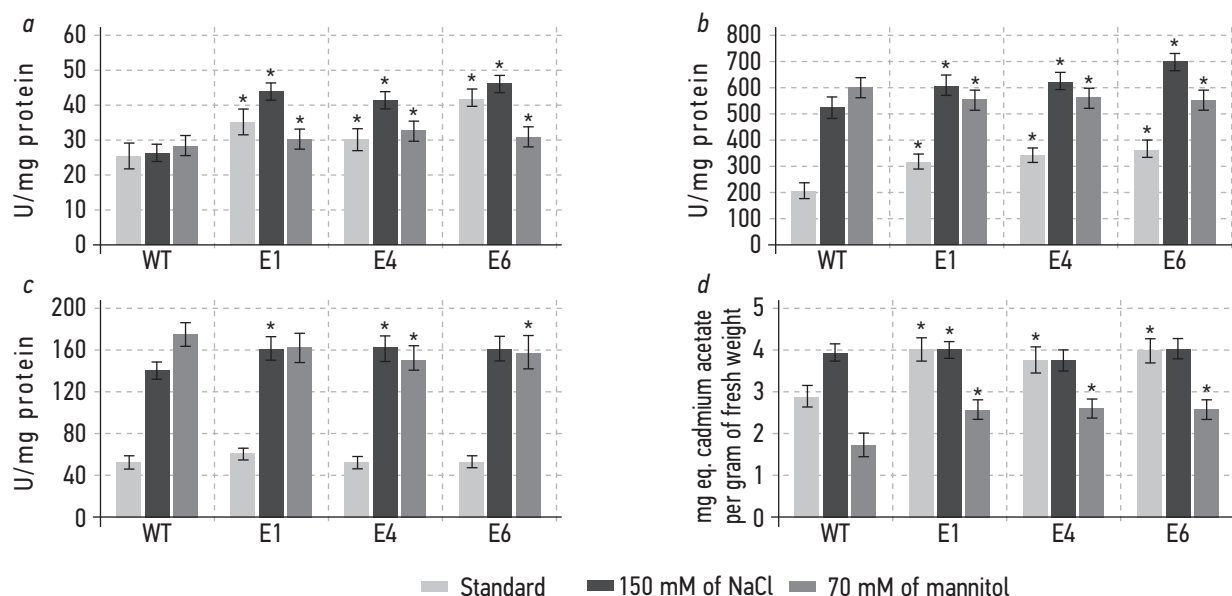 a
U/mg protein
60
50
40
30
20
10
0
* * * * * * * * *
WT E1 E4 E6
b
U/mg protein
800
700
600
500
400
300
200
100
0
* * * * * * * * *
WT E1 E4 E6
c
U/mg protein
200
160
120
60
40
0
* * * *
WT E1 E4 E6
d
mg eq. cadmium acetate
per gram of fresh weight
5
4
3
2
1
0
* * * * * * *
WT E1 E4 E6
Standard 150 mM of NaCl 70 mM of mannitol